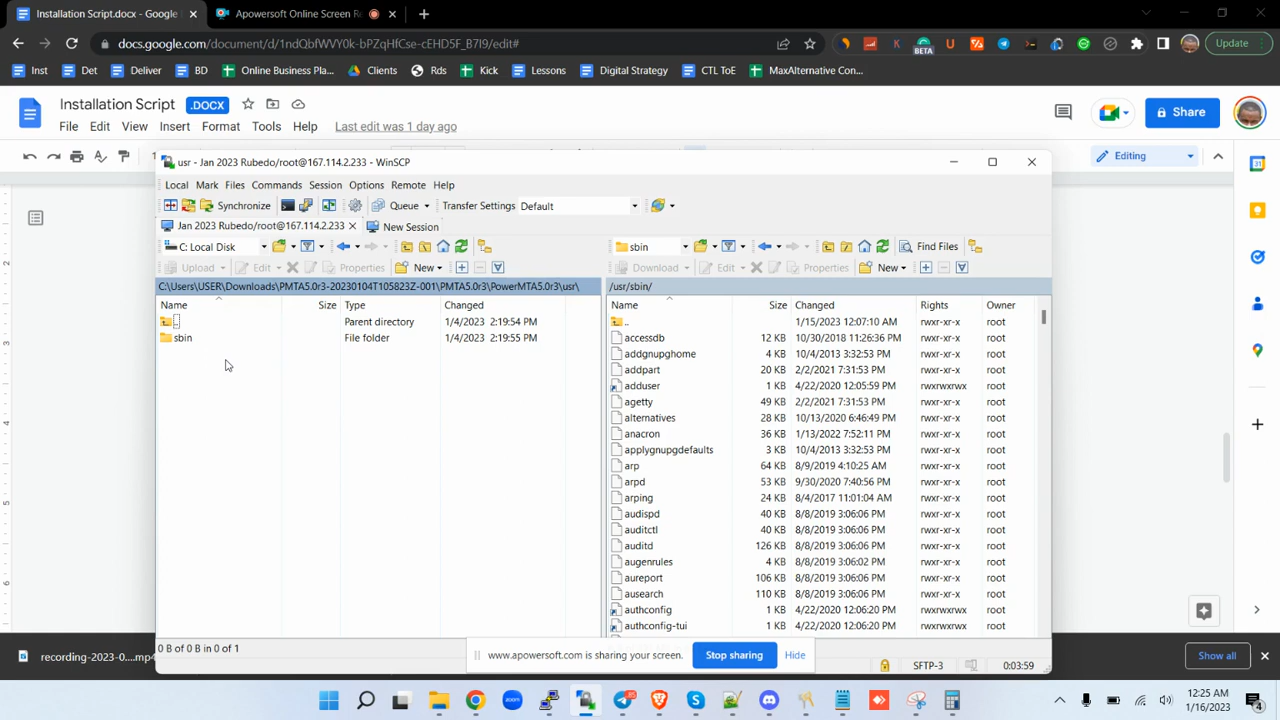 Installation Script.docx
Apowersoft Online Screen Re
docs.google.com/document/d/1ndQbfWVY0k-bPZqHfCse-cEHD5F_B7I9/edit#
BETA
Update
Inst
Det
Deliver
BD
Online Business Pla...
Clients
Rds
Kick
Lessons
Digital Strategy
CTL ToE
MaxAlternative Con...
Installation Script
.DOCX
File Edit View Insert Format Tools Help Last edit was 1 day ago
Share
Editing
usr - Jan 2023 Rubedo/root@167.114.2.233 - WinSCP
Local Mark Files Commands Session Options Remote Help
Synchronize
Queue
Transfer Settings Default
Jan 2023 Rubedo/root@167.114.2.233
New Session
C: Local Disk
sbin
Find Files
Upload Edit Properties New
Download Edit Properties New
C:\Users\USER\Downloads\PMTA5.0r3-20230104T105823Z-001\PMTA5.0r3\PowerMTA5.0r3\usr\
/usr/sbin/
Name Size Type Changed
.. Parent directory 1/4/2023 2:19:54 PM
sbin File folder 1/4/2023 2:19:55 PM
Name Size Changed Rights Owner
.. 1/15/2023 12:07:10 AM rwxr-xr-x root
accessdb 12 KB 10/30/2018 11:26:36 PM rwxr-xr-x root
addgnupghome 4 KB 10/4/2013 3:32:53 PM rwxr-xr-x root
addpart 20 KB 2/2/2021 7:31:53 PM rwxr-xr-x root
adduser 1 KB 4/22/2020 12:05:59 PM rwxrwxrwx root
agetty 49 KB 2/2/2021 7:31:53 PM rwxr-xr-x root
alternatives 28 KB 10/13/2020 6:46:49 PM rwxr-xr-x root
anacron 36 KB 1/13/2022 7:52:11 PM rwxr-xr-x root
applygnupgdefaults 3 KB 10/4/2013 3:32:53 PM rwxr-xr-x root
arp 64 KB 8/9/2019 4:10:25 AM rwxr-xr-x root
arpd 53 KB 9/30/2020 7:40:56 PM rwxr-xr-x root
arping 24 KB 8/4/2017 11:01:04 AM rwxr-xr-x root
audispd 40 KB 8/8/2019 3:06:06 PM rwxr-xr-x root
auditctl 40 KB 8/8/2019 3:06:06 PM rwxr-xr-x root
auditd 126 KB 8/8/2019 3:06:06 PM rwxr-xr-x root
augenrules 4 KB 8/8/2019 3:06:02 PM rwxr-xr-x root
aureport 106 KB 8/8/2019 3:06:06 PM rwxr-xr-x root
ausearch 110 KB 8/8/2019 3:06:06 PM rwxr-xr-x root
authconfig 1 KB 4/22/2020 12:06:20 PM rwxrwxrwx root
authconfig-tui 1 KB 4/22/2020 12:06:20 PM rwxrwxrwx root
0 B of 0 B in 0 of 1
SFTP-3
0:03:59
www.apowersoft.com is sharing your screen.
Stop sharing
Hide
recording-2023-0....mp4
Show all
12:25 AM
1/16/2023
4